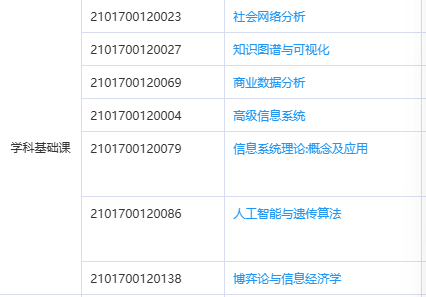 2101700120023 社会网络分析
2101700120027 知识图谱与可视化
2101700120069 商业数据分析
2101700120004 高级信息系统
学科基础课 2101700120079 信息系统理论:概念及应用
2101700120086 人工智能与遗传算法
2101700120138 博弈论与信息经济学